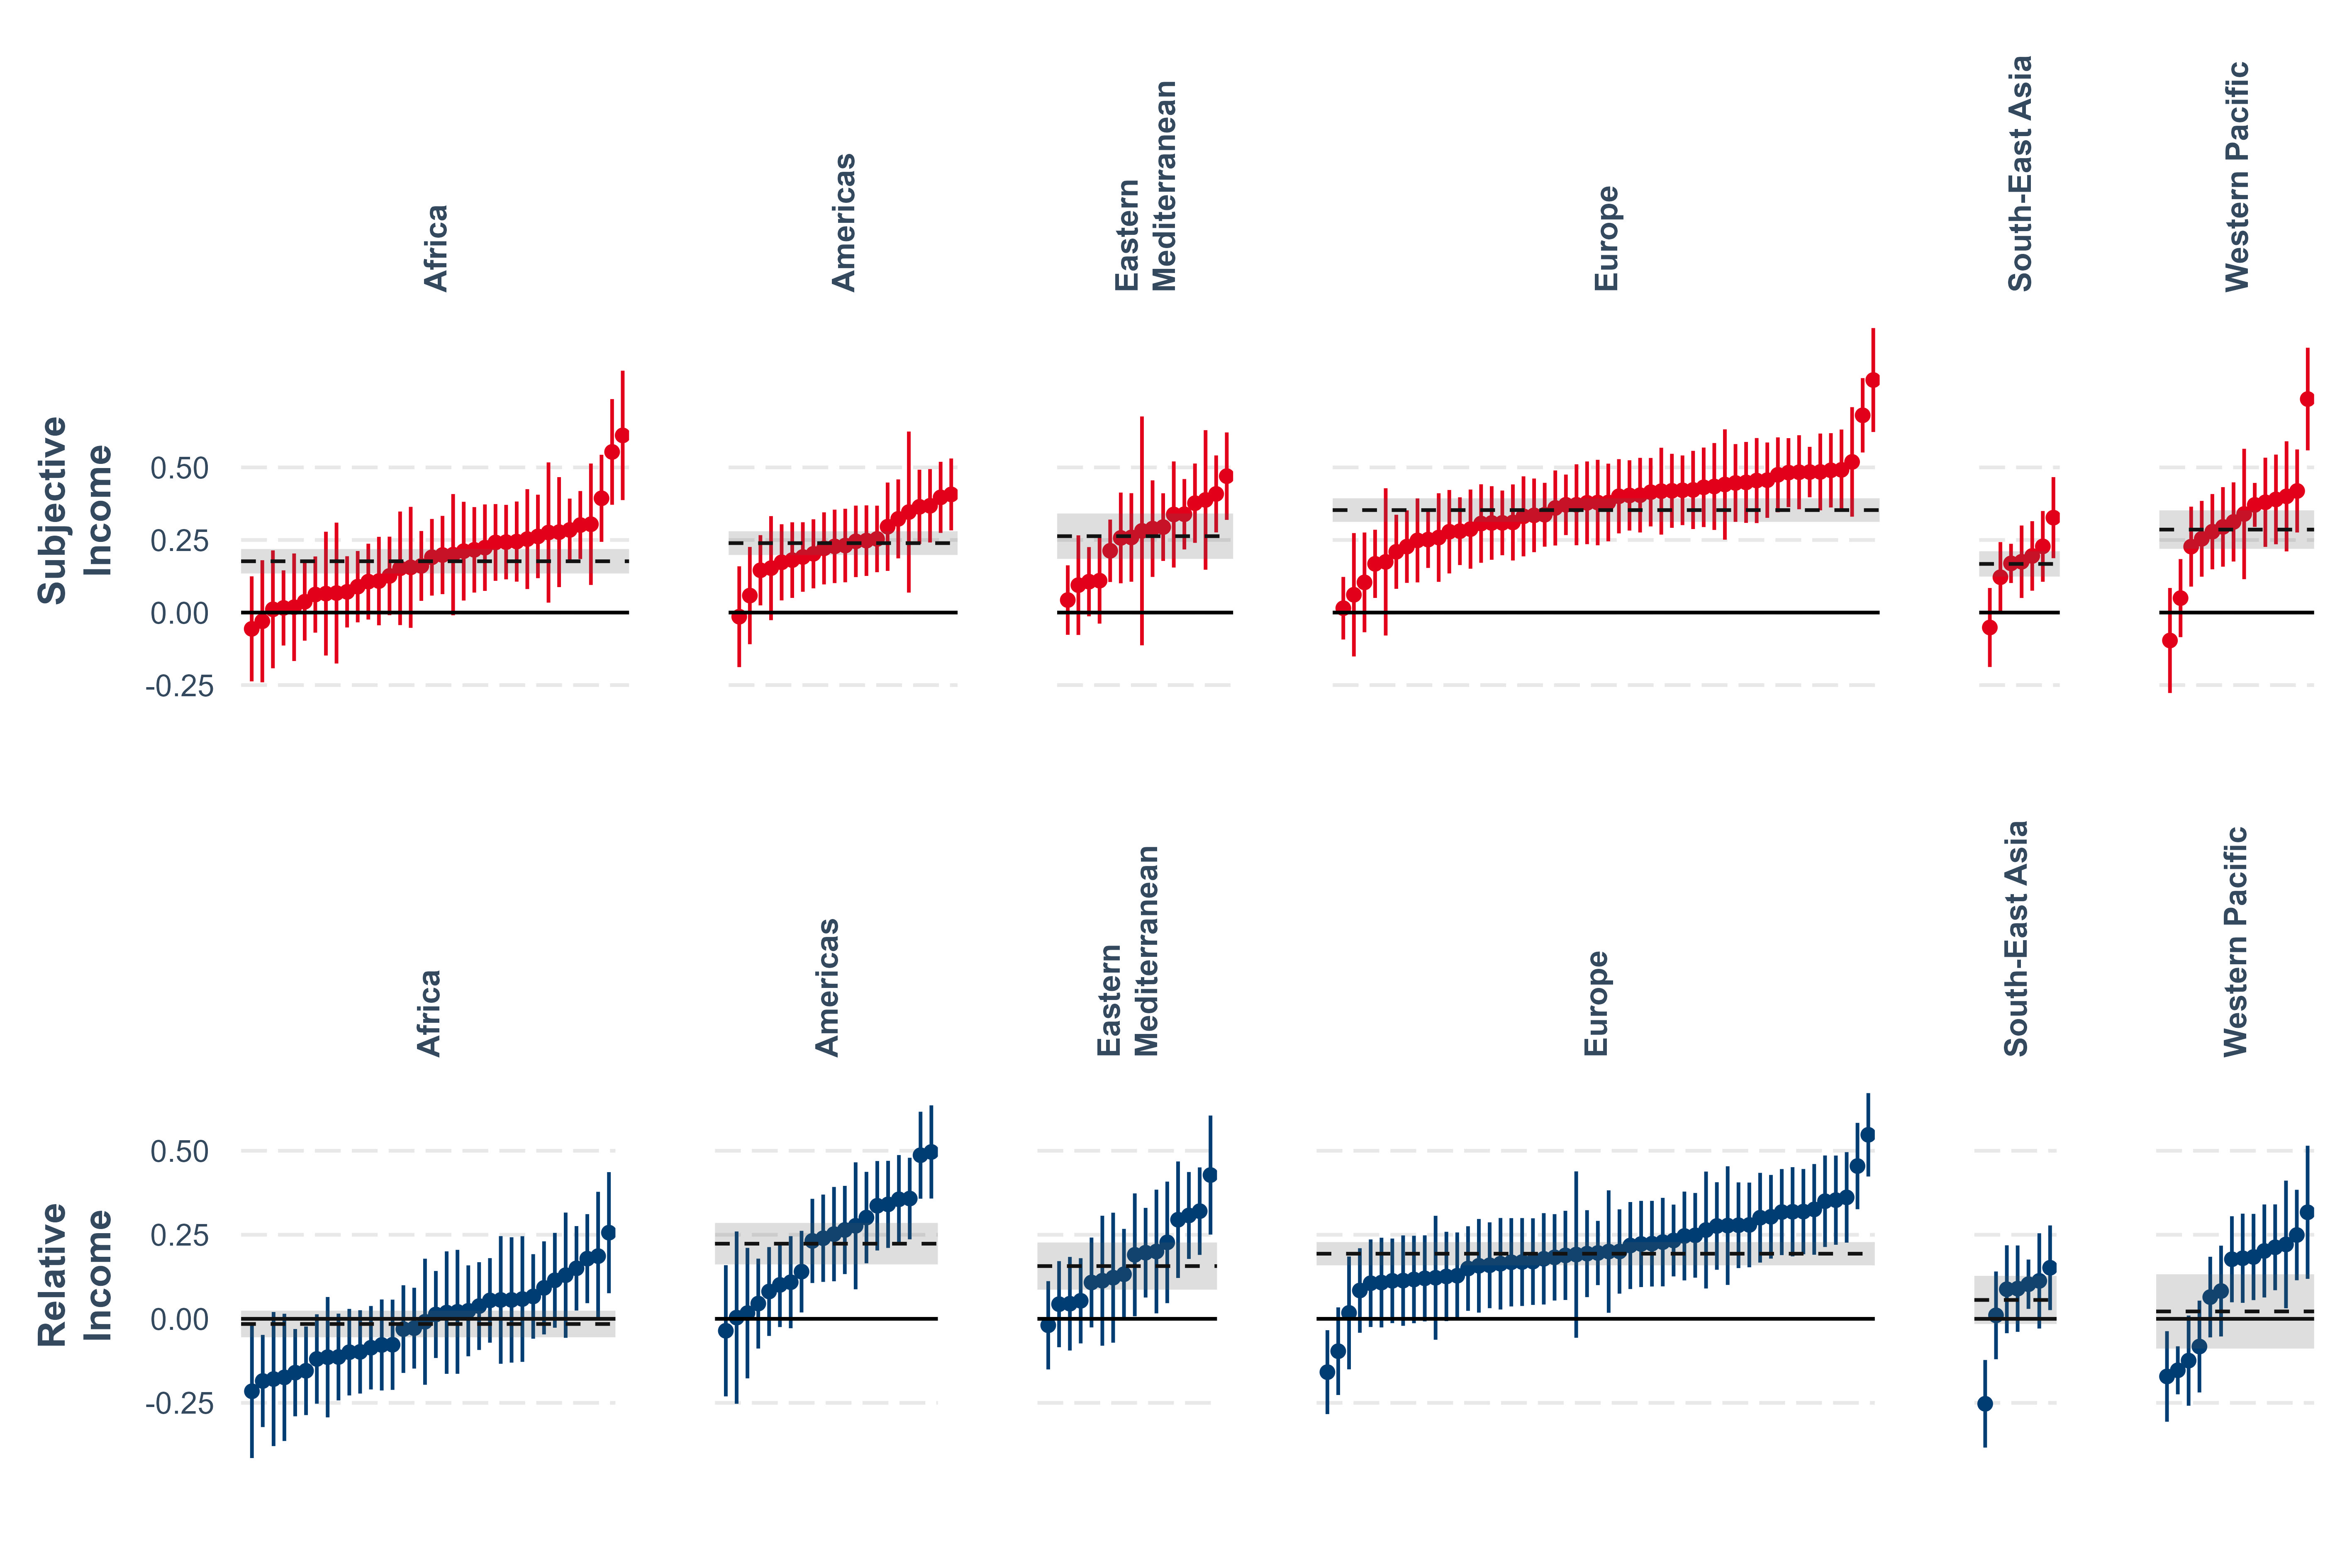 Africa
Americas
Eastern
Mediterranean
Europe
South-East Asia
Western Pacific
Subjective
Income
0.50
0.25
0.00
-0.25
Africa
Americas
Eastern
Mediterranean
Europe
South-East Asia
Western Pacific
Relative
Income
0.50
0.25
0.00
-0.25